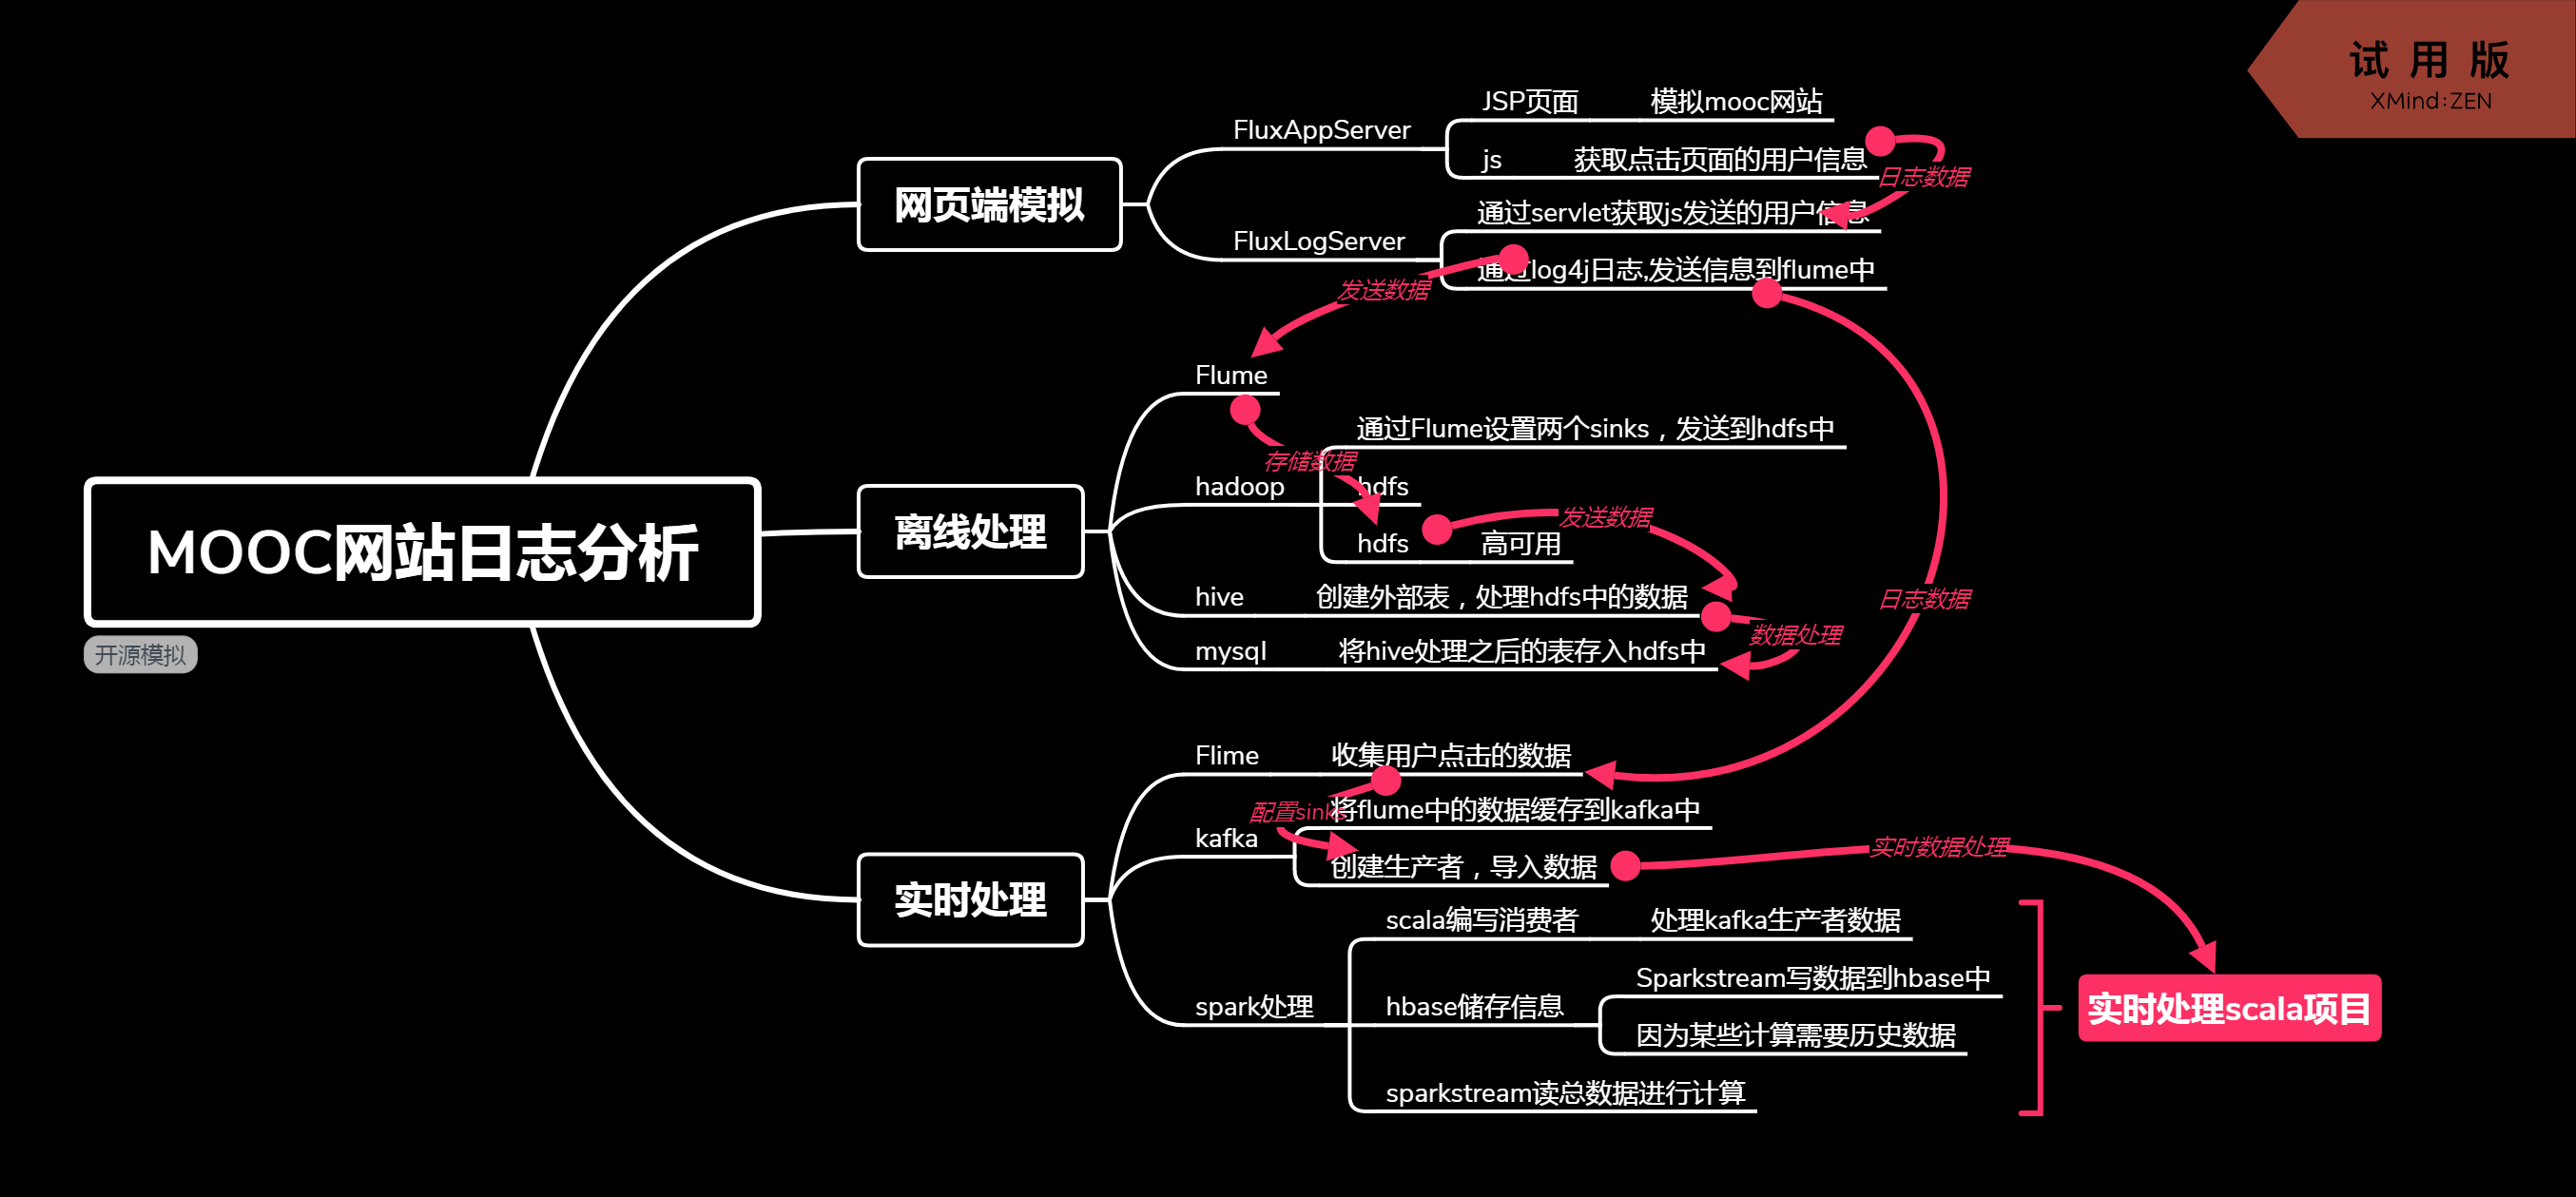 试用版
XMind:ZEN
MOOC网站日志分析
开源模拟
网页端模拟
FluxAppServer
JSP页面
模拟mooc网站
js
获取点击页面的用户信息
日志数据
FluxLogServer
通过servlet获取js发送的用户信息
通过log4j日志,发送信息到flume中
发送数据
日志数据
离线处理
Flume
存储数据
hadoop
通过Flume设置两个sinks，发送到hdfs中
hdfs
hdfs
高可用
发送数据
hive
创建外部表，处理hdfs中的数据
数据处理
mysql
将hive处理之后的表存入hdfs中
实时处理
Flime
收集用户点击的数据
配置sinks
kafka
将flume中的数据缓存到kafka中
创建生产者，导入数据
实时数据处理
spark处理
scala编写消费者
处理kafka生产者数据
hbase储存信息
Sparkstream写数据到hbase中
因为某些计算需要历史数据
sparkstream读总数据进行计算
实时处理scala项目